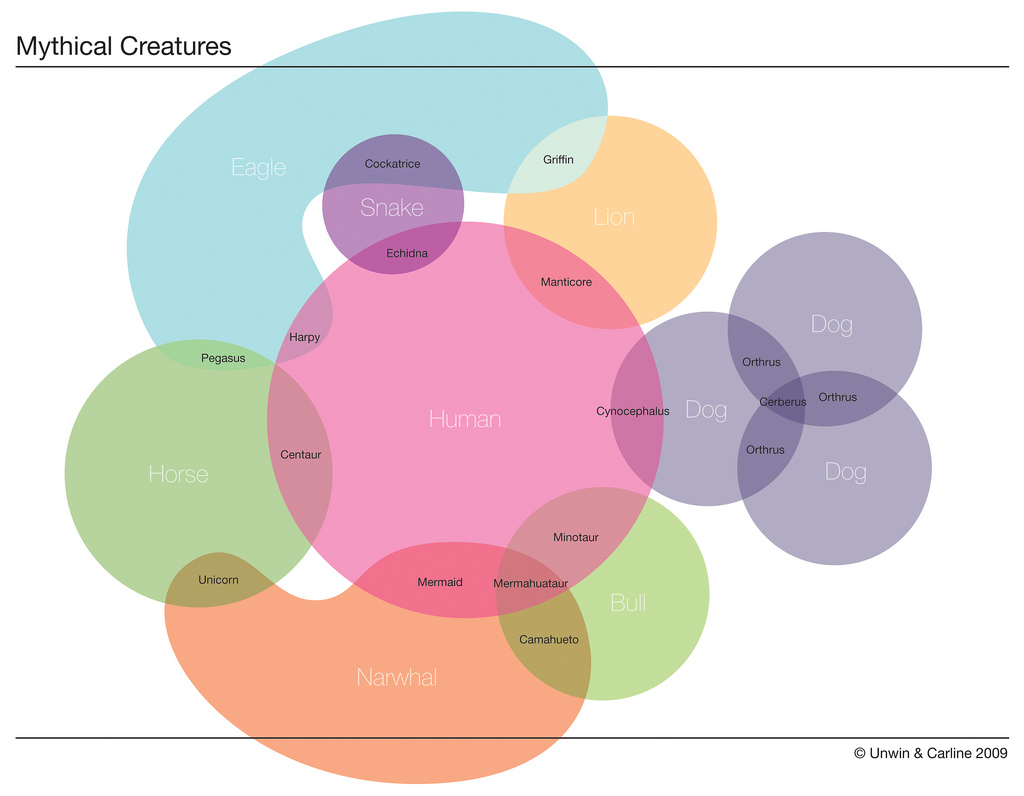 Mythical Creatures
Eagle
Cockatrice
Snake
Echidna
Griffin
Lion
Manticore
Harpy
Pegasus
Dog
Orthrus
Cerberus
Orthrus
Cynocephalus
Dog
Human
Orthrus
Dog
Centaur
Horse
Minotaur
Unicorn
Mermaid
Mermahuataur
Bull
Camahueto
Narwhal
© Unwin & Carline 2009